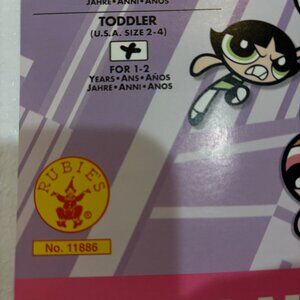 JAHRE•ANNI•AÑOS
TODDLER
(U.S.A. SIZE 2-4)
FOR 1-2
YEARS•ANS•AÑOS
JAHRE•ANNI•AÑOS
RUBIE'S
®
No. 11886